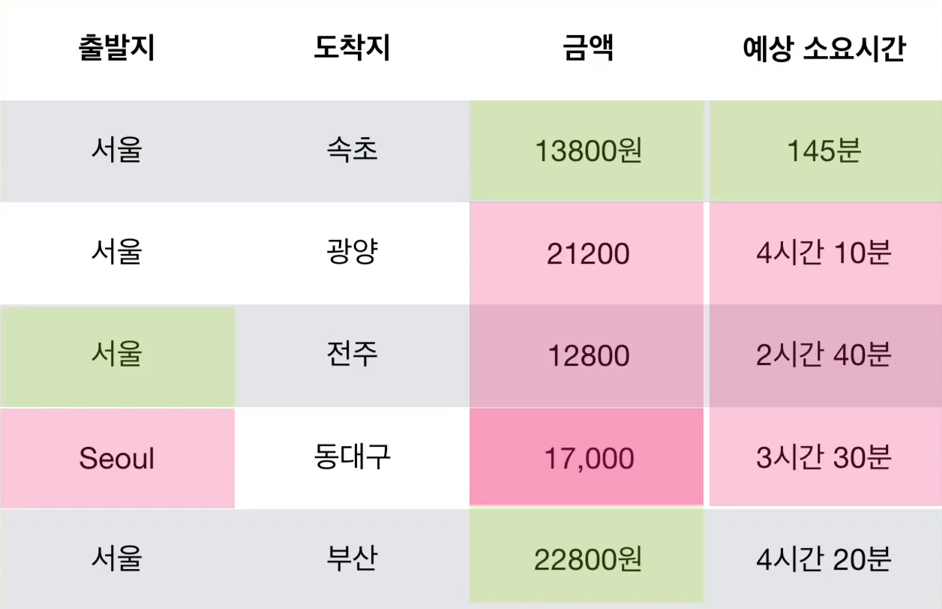 출발지 도착지 금액 예상 소요시간
서울 속초 13800원 145분
서울 광양 21200 4시간 10분
서울 전주 12800 2시간 40분
Seoul 동대구 17,000 3시간 30분
서울 부산 22800원 4시간 20분